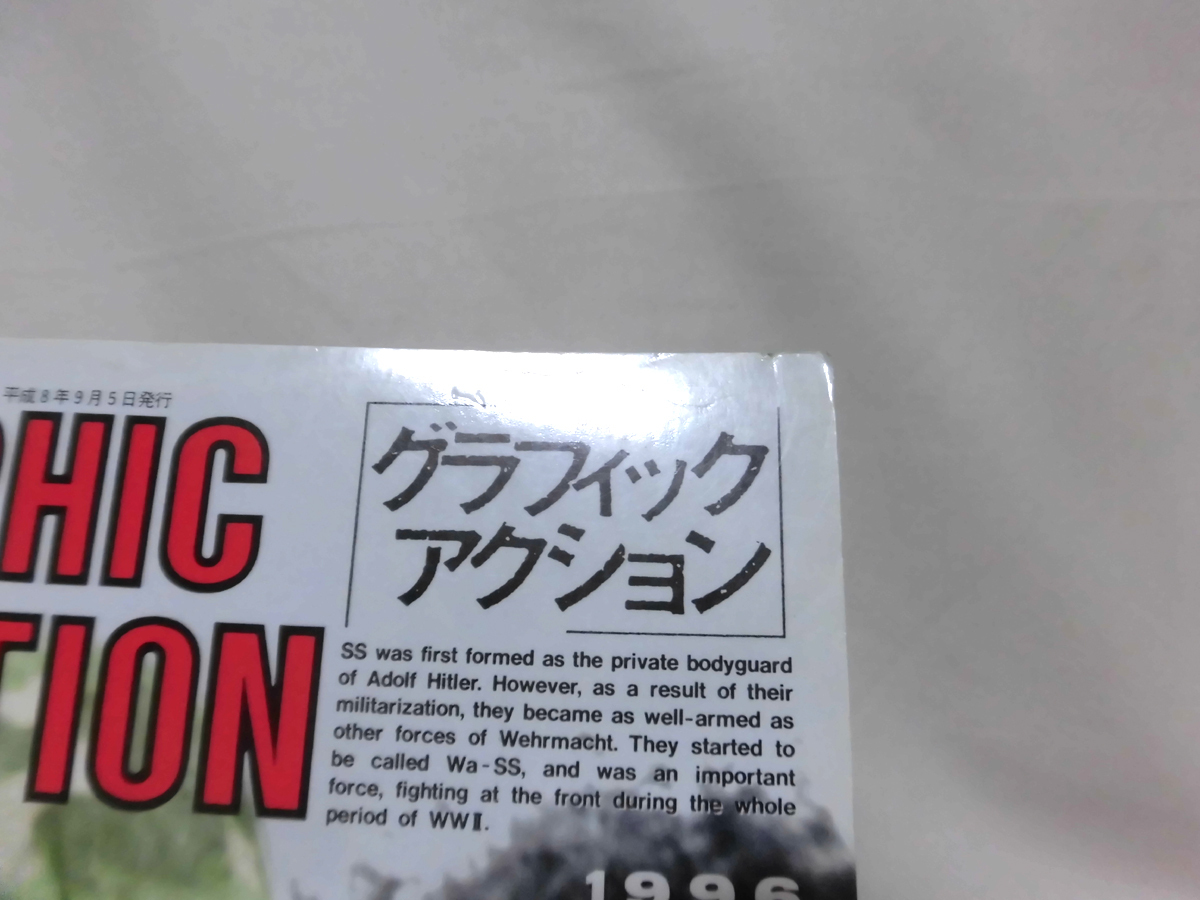 平成8年9月5日発行
HIC
TION
グラフィック
アクション
SS was first formed as the private bodyguard
of Adolf Hitler. However, as a result of their
militarization, they became as well-armed as
other forces of Wehrmacht. They started to
be called Wa-SS, and was an important
force, fighting at the front during the whole
period of WWⅡ.
1996